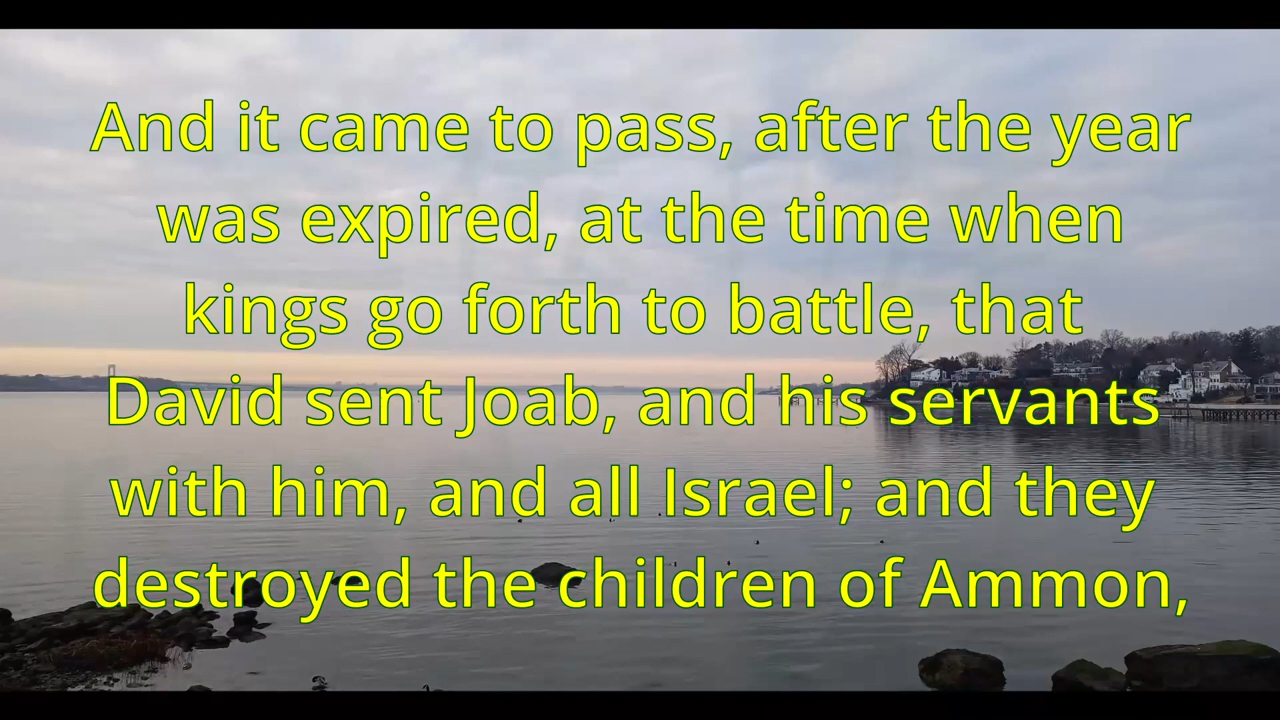 And it came to pass, after the year
was expired, at the time when
kings go forth to battle, that
David sent Joab, and his servants
with him, and all Israel; and they
destroyed the children of Ammon,